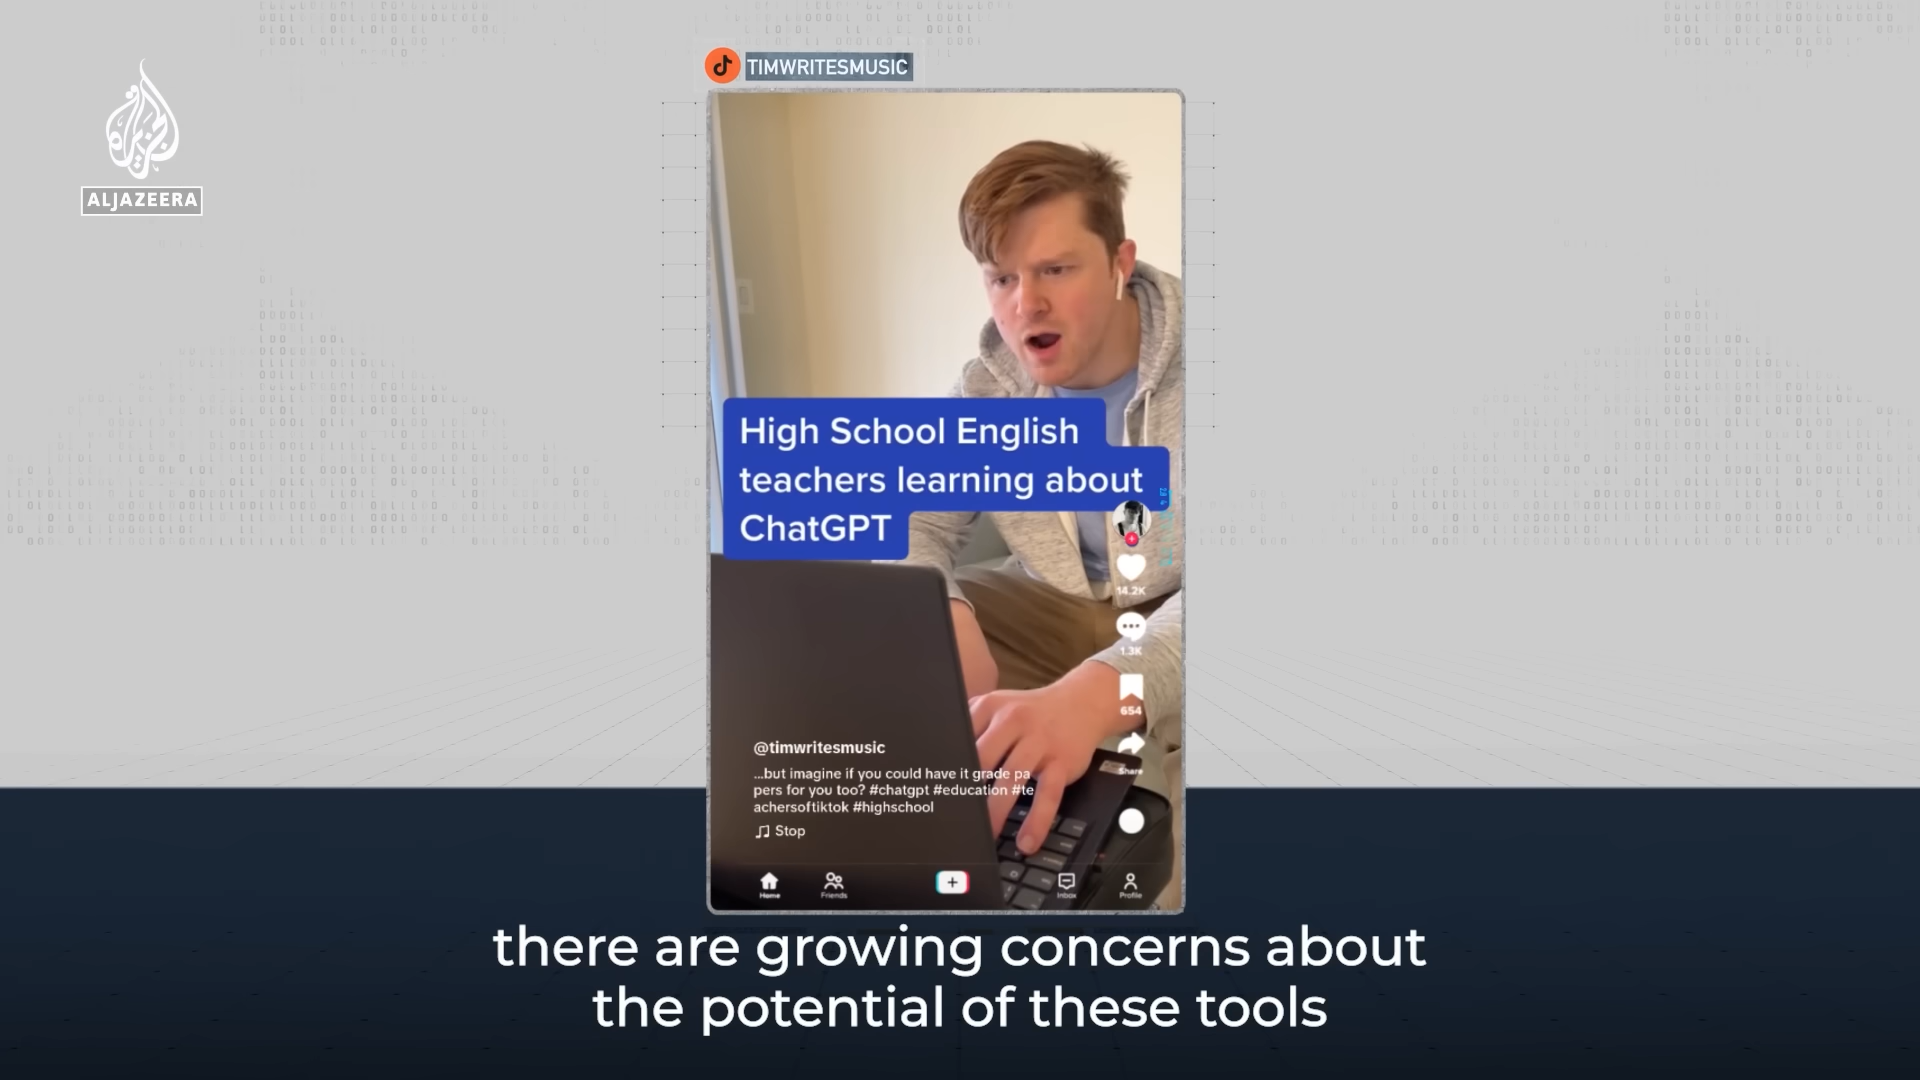 TIMWRITESMUSIC
ALJAZEERA
High School English
teachers learning about
ChatGPT
14.2K
1.3K
654
Share
@timwritesmusic
...but imagine if you could have it grade pa
pers for you too? #chatgpt #education #te
achersoftiktok #highschool
Stop
Home
Friends
Inbox
Profile
there are growing concerns about
the potential of these tools